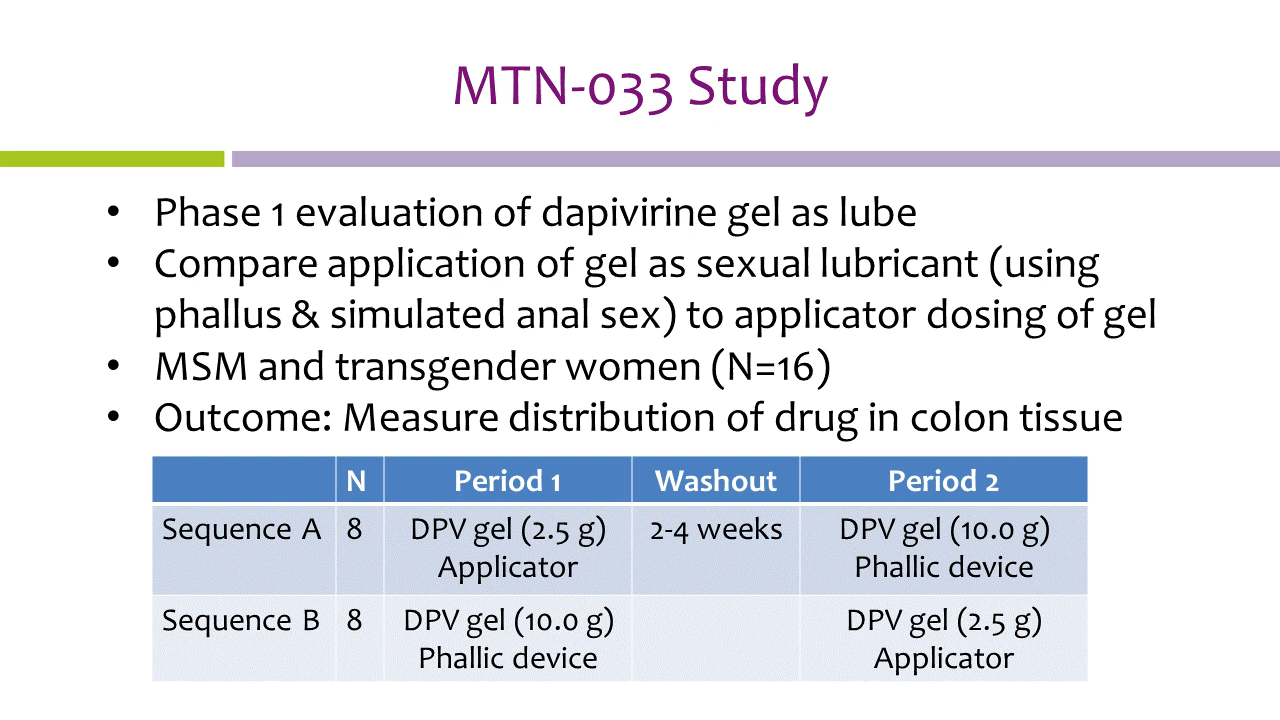 MTN-033 Study
• Phase 1 evaluation of dapivirine gel as lube
• Compare application of gel as sexual lubricant (using
phallus & simulated anal sex) to applicator dosing of gel
• MSM and transgender women (N=16)
• Outcome: Measure distribution of drug in colon tissue
N Period 1 Washout Period 2
Sequence A 8 DPV gel (2.5 g) 2-4 weeks DPV gel (10.0 g)
Applicator Phallic device
Sequence B 8 DPV gel (10.0 g) DPV gel (2.5 g)
Phallic device Applicator